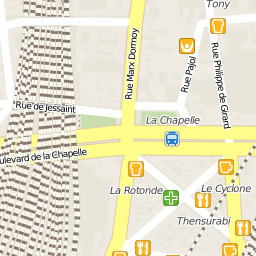 Tony
Rue Marx Dormoy
Rue Pajol
Rue Philippe de Girard
Rue de Jessaint
La Chapelle
oulevard de la Chapelle
La Rotonde
Le Cyclone
Thensurabi